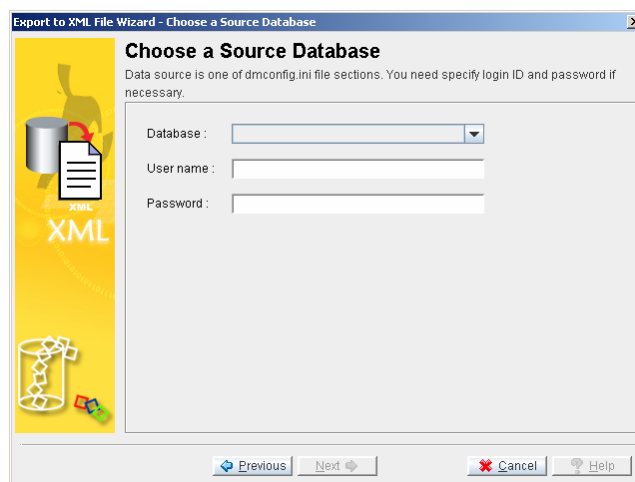 Export to XML File Wizard - Choose a Source Database
Choose a Source Database
Data source is one of dmconfig.ini file sections. You need specify login ID and password if
necessary.
Database :
User name :
Password :
XML
XML
Previous
Next
Cancel
Help